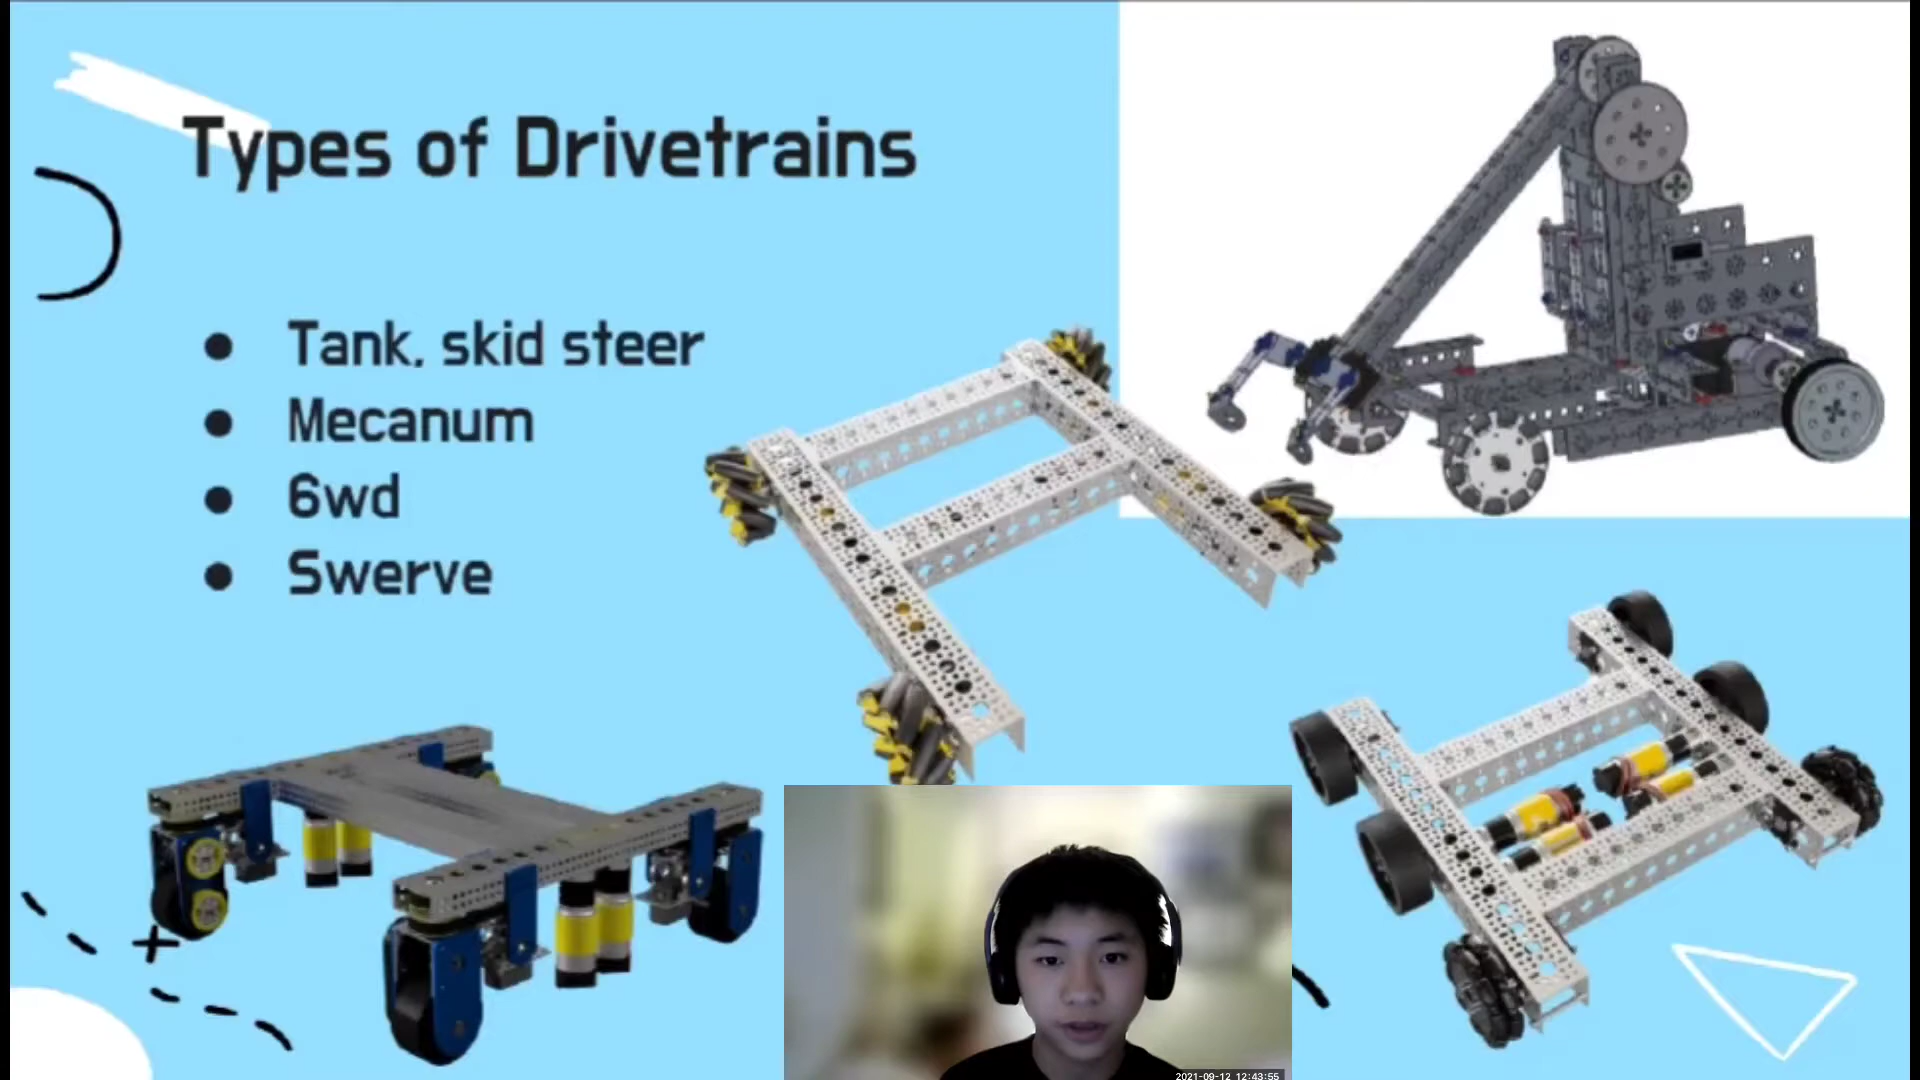 Types of Drivetrains
Tank, skid steer
Mecanum
6wd
Swerve
2021-09-12 12:43:55